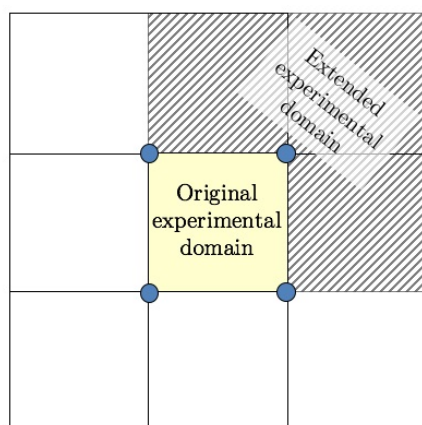 Extended
experimental
domain
Original
experimental
domain